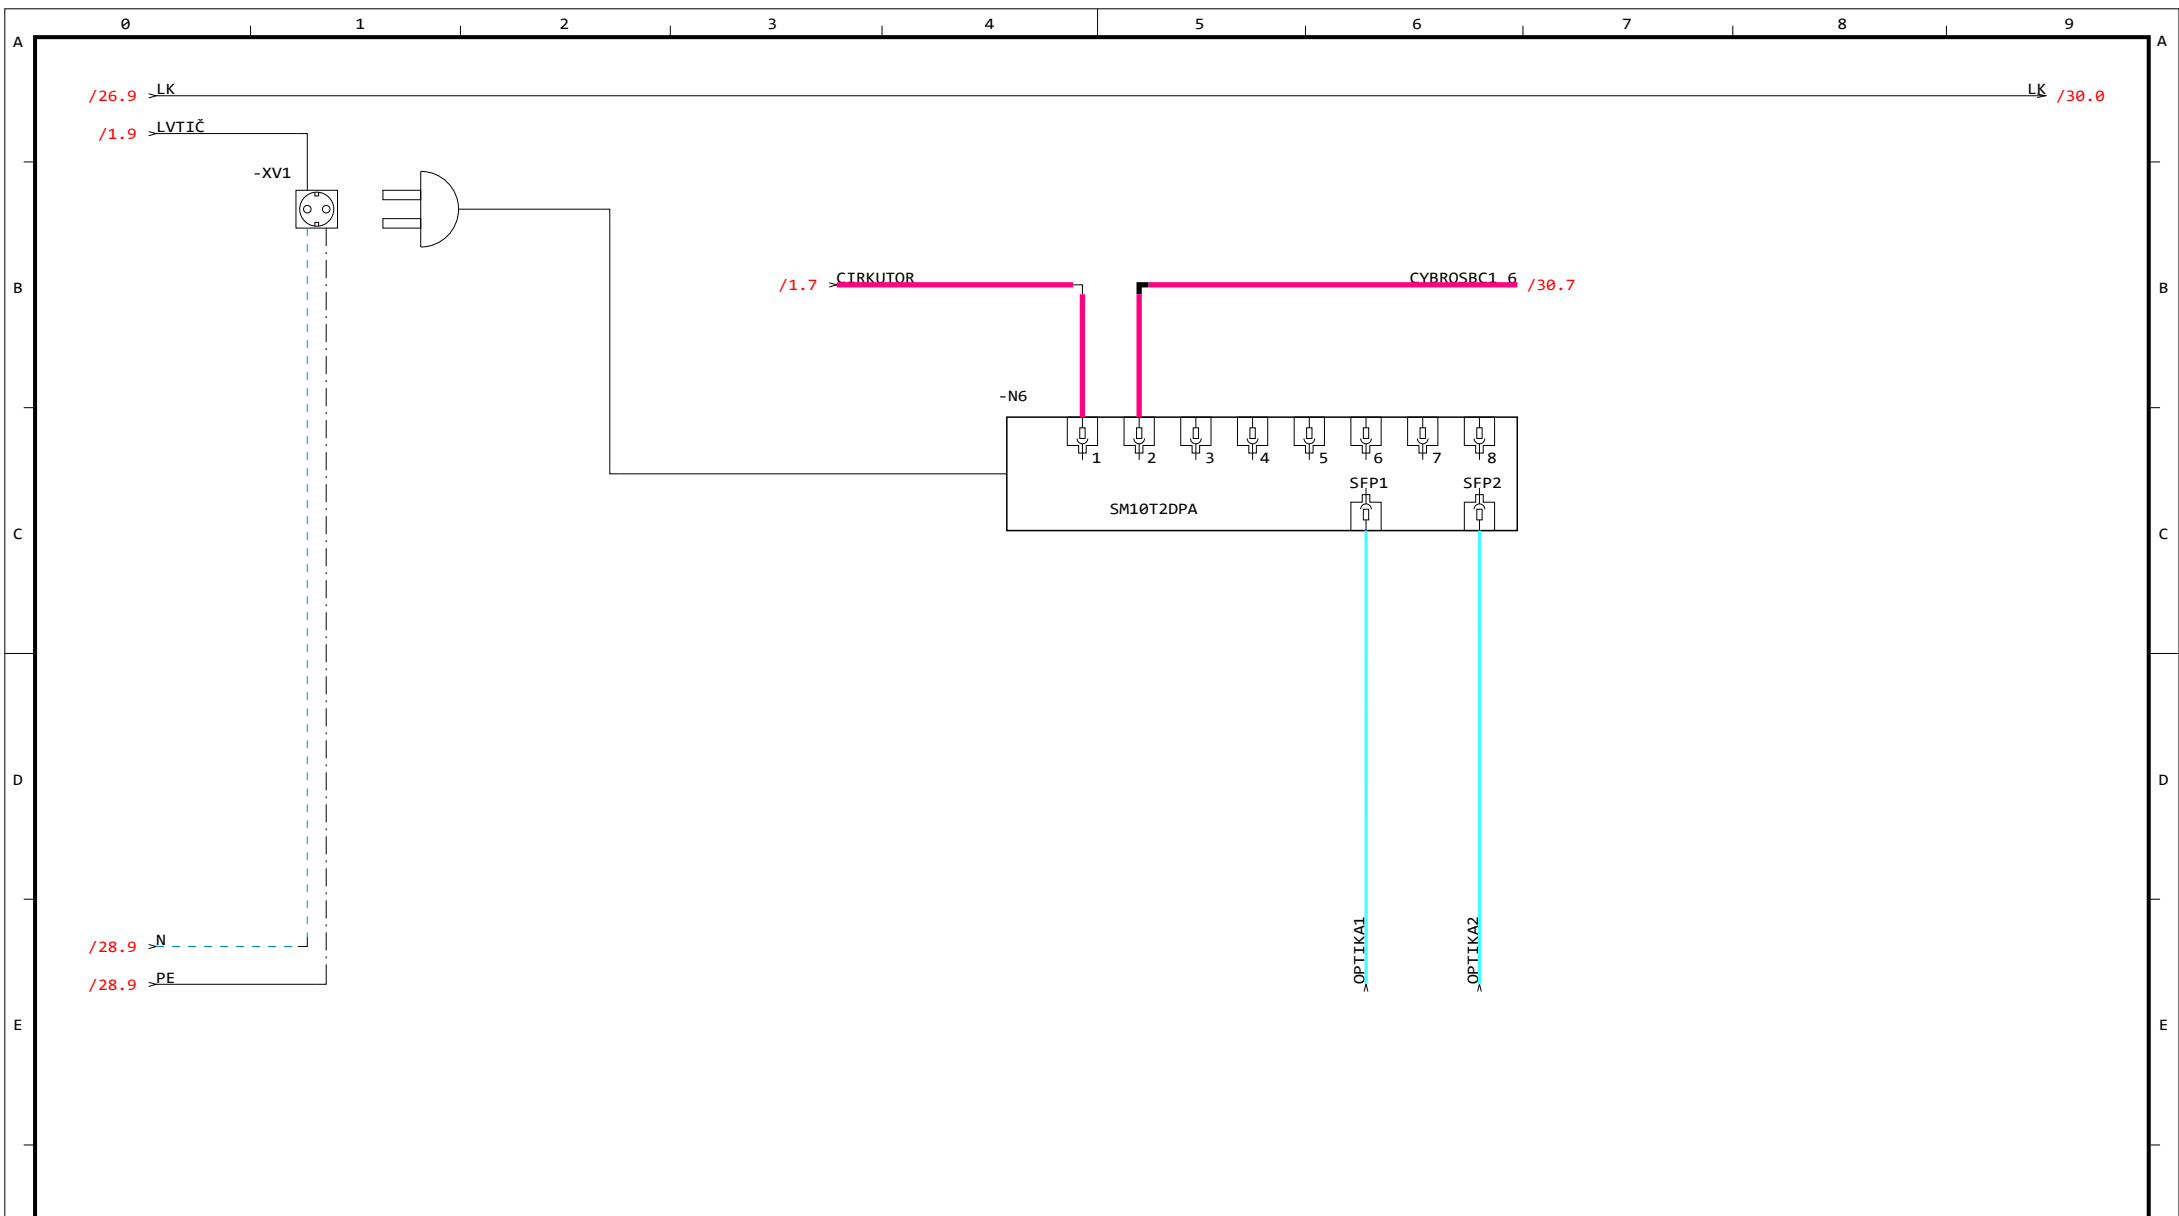 0 1 2 3 4 5 6 7 8 9
A A
/26.9 LK LK /30.0
/1.9 LVTIČ
-XV1
/1.7 CIRKUTOR CYBROSBC1_6 /30.7
B B
-N6
1 2 3 4 5 6 7 8
SFP1 SFP2
SM10T2DPA
C C
D D
OPTIKA1 OPTIKA2
/28.9 N
/28.9 PE
E E